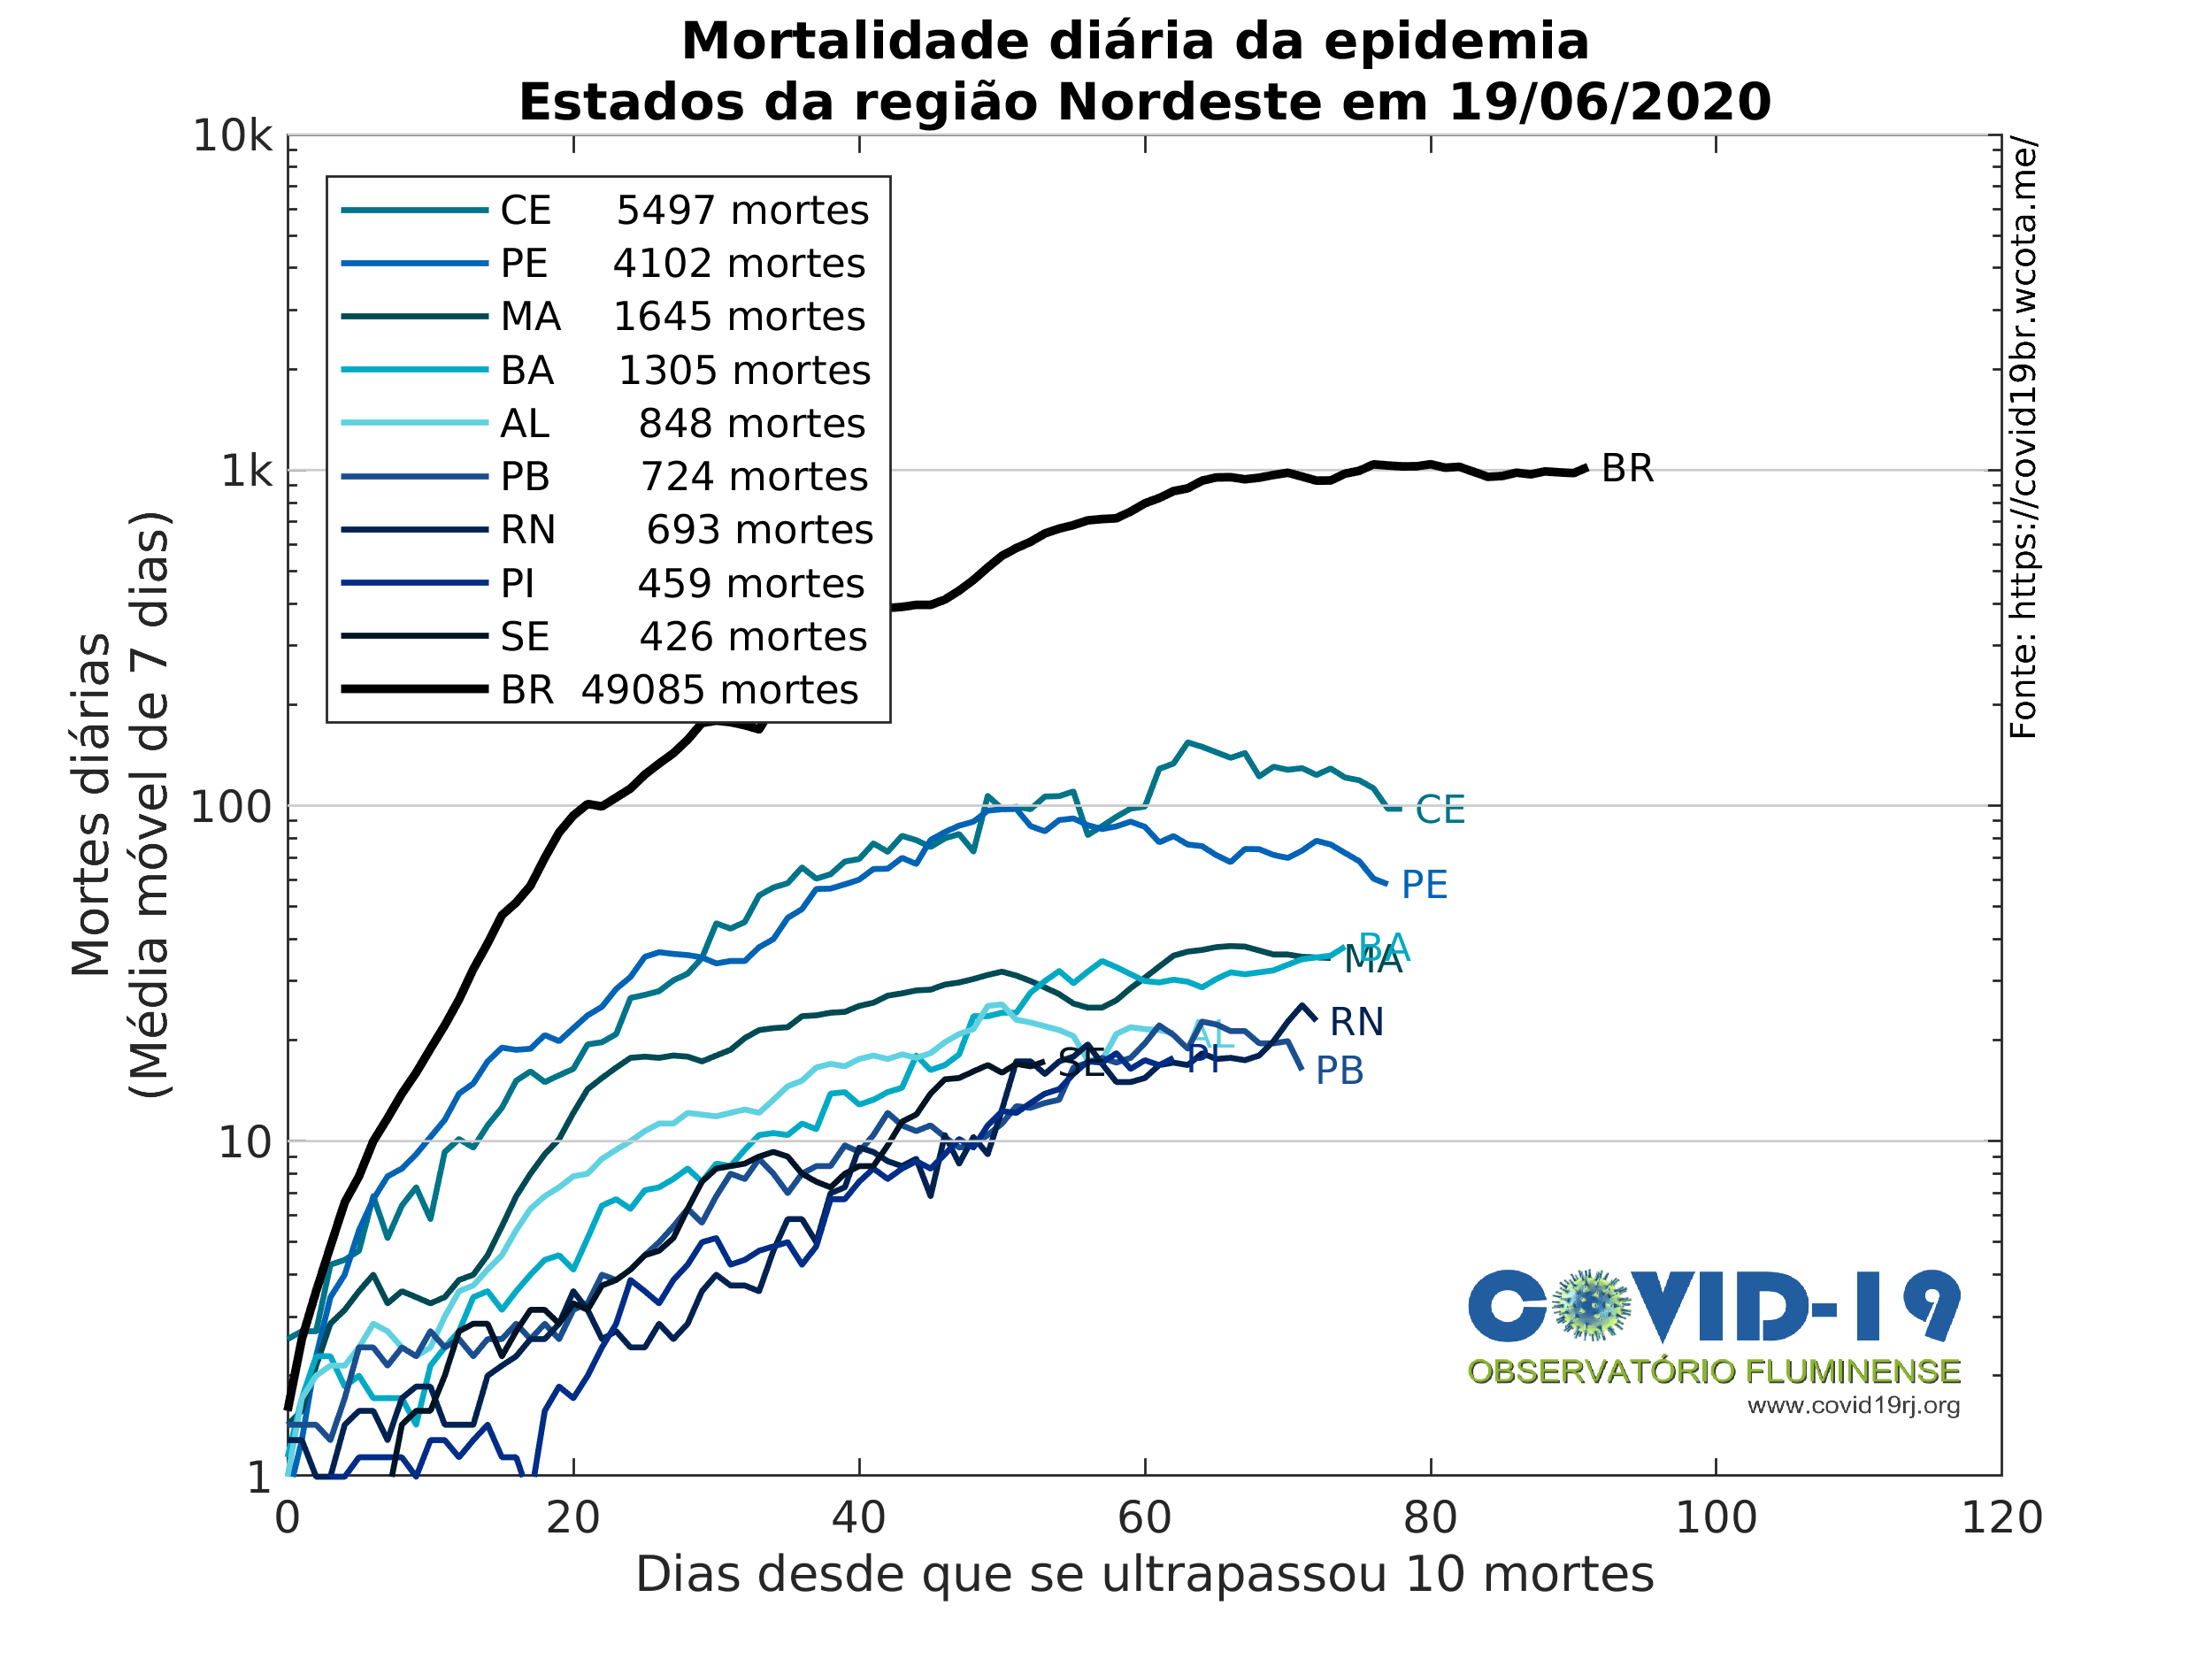 Mortalidade diária da epidemia
Estados da região Nordeste em 19/06/2020
10k
1k
100
10
1
Mortes diárias
(Média móvel de 7 dias)
CE 5497 mortes
PE 4102 mortes
MA 1645 mortes
BA 1305 mortes
AL 848 mortes
PB 724 mortes
RN 693 mortes
PI 459 mortes
SE 426 mortes
BR 49085 mortes
BR
CE
PE
BA
MA
RN
AL
PI
SE
PB
Fonte: https://covid19br.wcota.me/
COVID-19
OBSERVATÓRIO FLUMINENSE
www.covid19rj.org
0 20 40 60 80 100 120
Dias desde que se ultrapassou 10 mortes